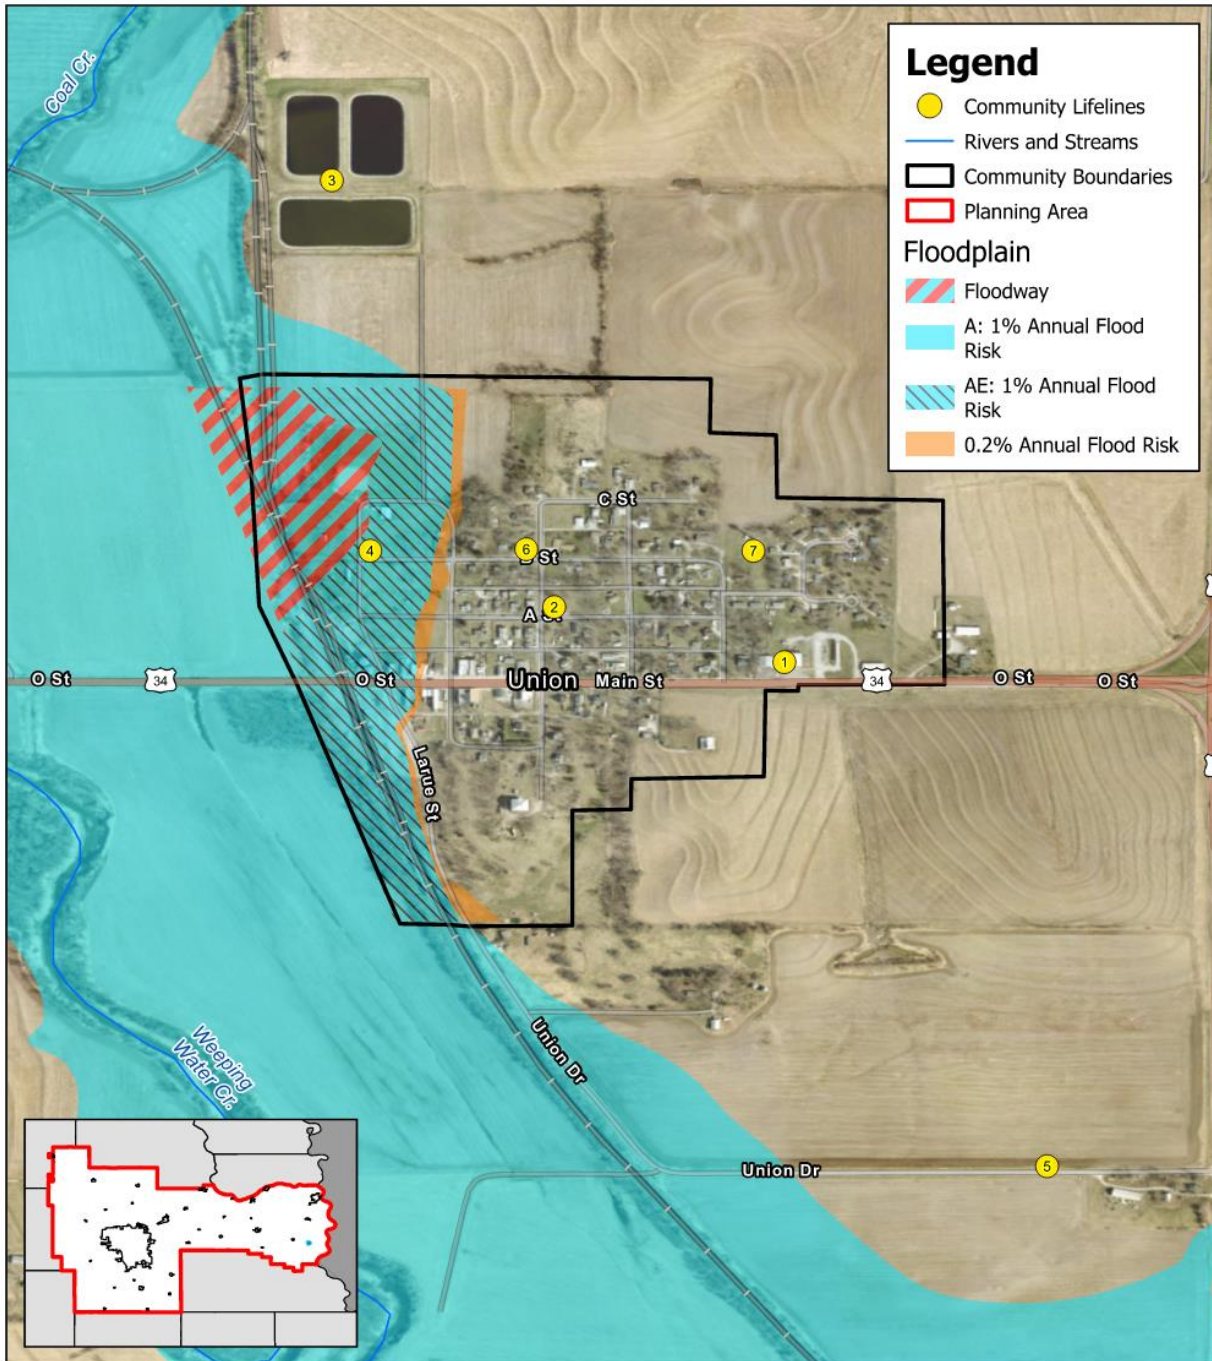 Legend
Community Lifelines
Rivers and Streams
Community Boundaries
Planning Area
Floodplain
Floodway
A: 1% Annual Flood
Risk
AE: 1% Annual Flood
Risk
0.2% Annual Flood Risk
Coal Cr.
3
C St
4
6
B St
7
2
A St
1
O St
34
O St
Union
Main St
34
O St
O St
Larue St
Weeping
Water Cr.
Union Dr
Union Dr
5